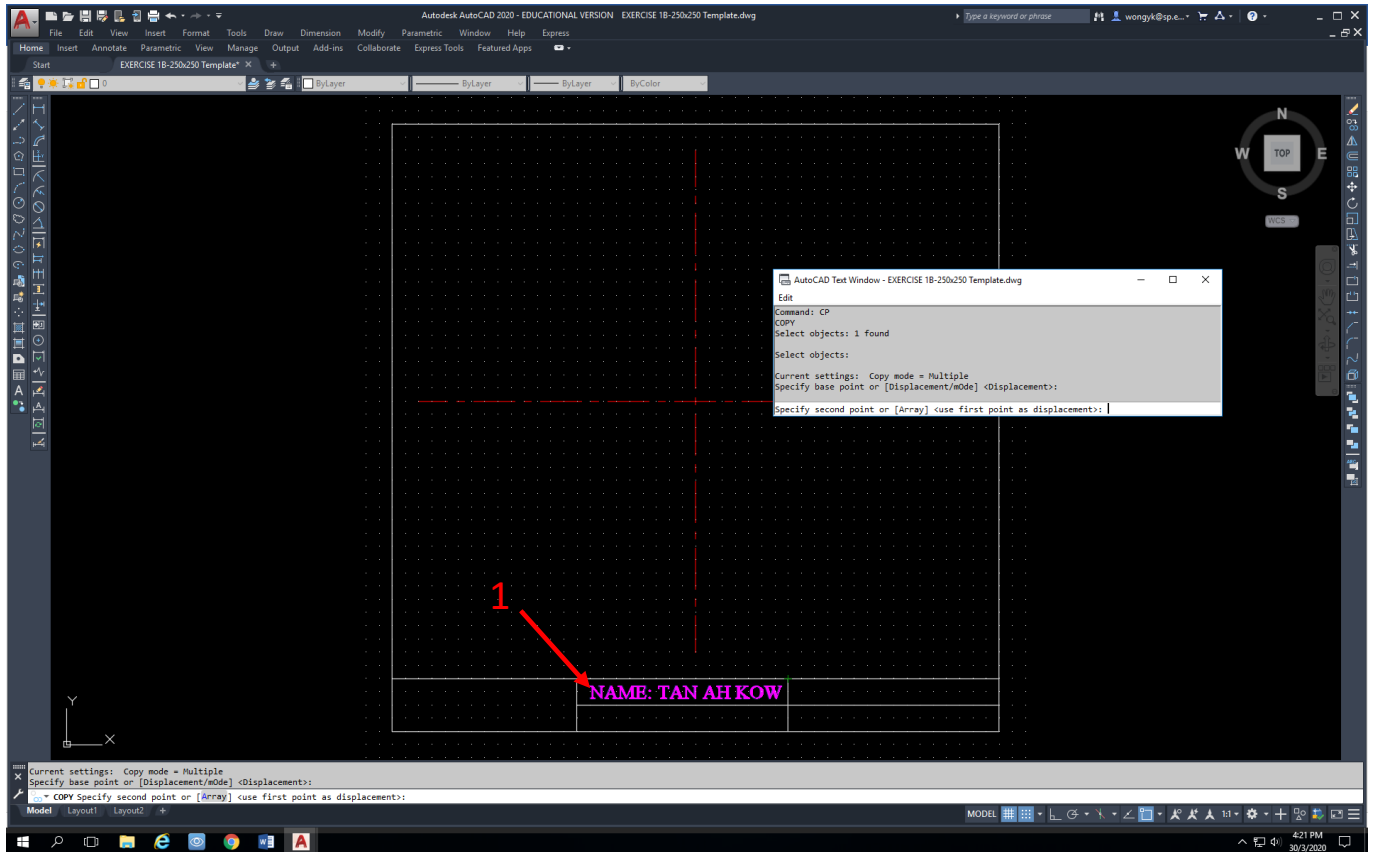 Autodesk AutoCAD 2020 - EDUCATIONAL VERSION EXERCISE 1B-250x250 Template.dwg
Type a keyword or phrase
wongyk@sp.e...
File Edit View Insert Format Tools Draw Dimension Modify Parametric Window Help Express
Home Insert Annotate Parametric View Manage Output Add-ins Collaborate Express Tools Featured Apps
Start EXERCISE 1B-250x250 Template* +
0 ByLayer ByLayer ByLayer ByColor
N
W TOP E
S
WCS
AutoCAD Text Window - EXERCISE 1B-250x250 Template.dwg
Edit
Command: CP
COPY
Select objects: 1 found
Select objects:
Current settings: Copy mode = Multiple
Specify base point or [Displacement/mOde] <Displacement>:
Specify second point or [Array] <use first point as displacement>:
1
NAME: TAN AH KOW
Y
X
Current settings: Copy mode = Multiple
Specify base point or [Displacement/mOde] <Displacement>:
COPY Specify second point or [Array] <use first point as displacement>:
Model Layout1 Layout2 +
MODEL 1:1
4:21 PM
30/3/2020